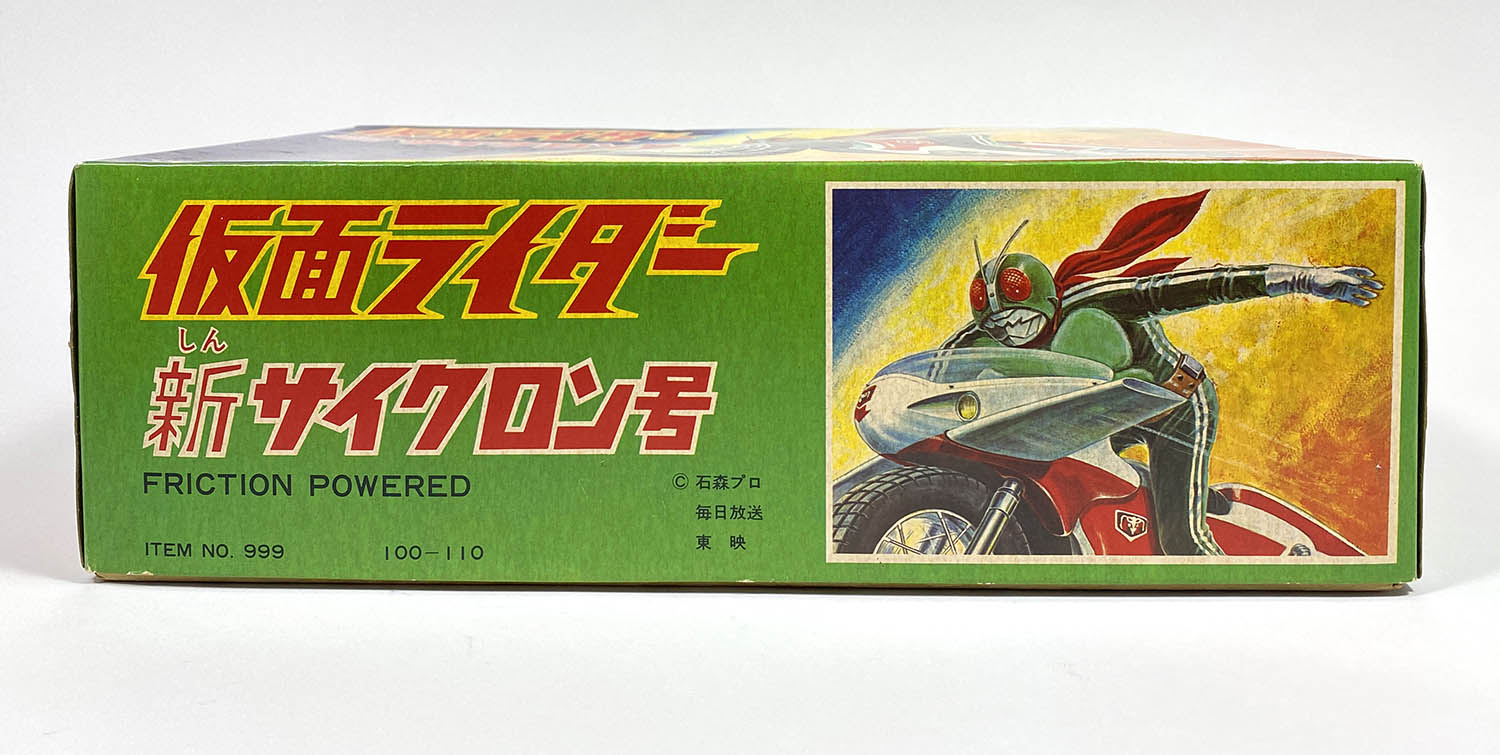 仮面ライダー
しん
新サイクロン号
FRICTION POWERED
ITEM NO. 999 100-110
© 石森プロ
毎日放送
東映